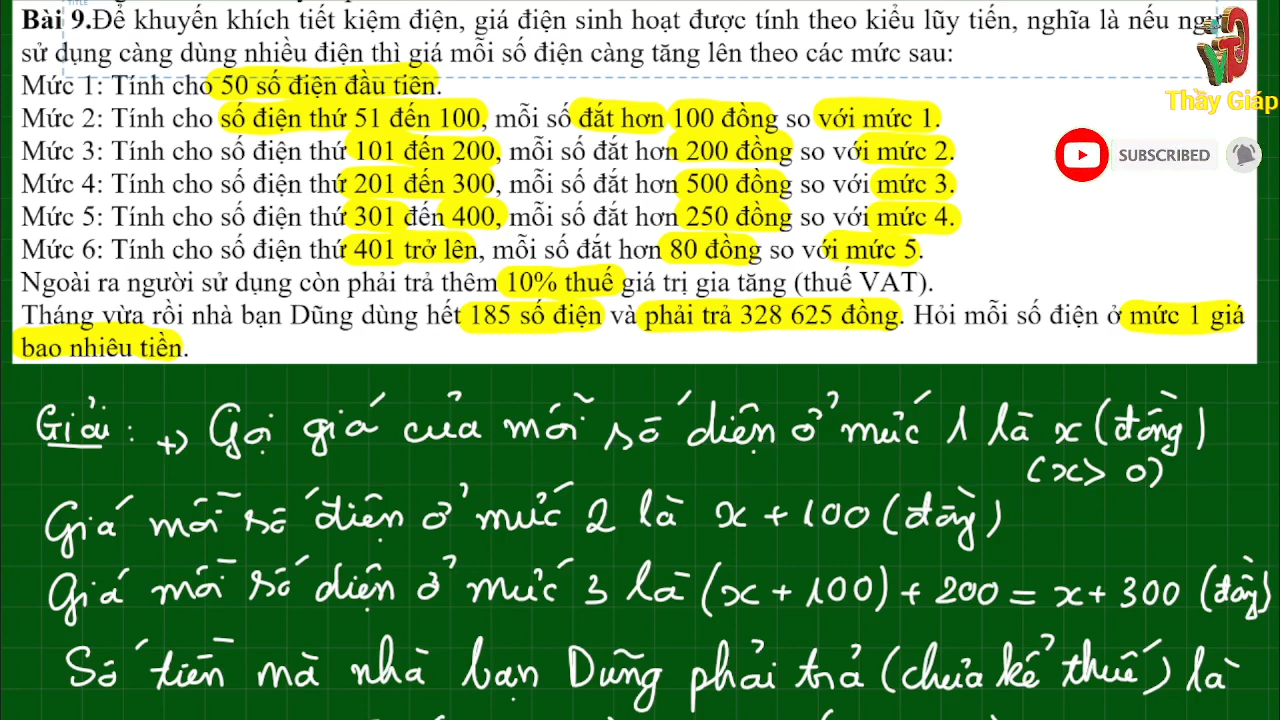 Bài 9.Để khuyến khích tiết kiệm điện, giá điện sinh hoạt được tính theo kiểu lũy tiến, nghĩa là nếu
sử dụng càng dùng nhiều điện thì giá mỗi số điện càng tăng lên theo các mức sau:
Mức 1: Tính cho 50 số điện đầu tiên.
Mức 2: Tính cho số điện thứ 51 đến 100, mỗi số đắt hơn 100 đồng so với mức 1.
Mức 3: Tính cho số điện thứ 101 đến 200, mỗi số đắt hơn 200 đồng so với mức 2.
Mức 4: Tính cho số điện thứ 201 đến 300, mỗi số đắt hơn 500 đồng so với mức 3.
Mức 5: Tính cho số điện thứ 301 đến 400, mỗi số đắt hơn 250 đồng so với mức 4.
Mức 6: Tính cho số điện thứ 401 trở lên, mỗi số đắt hơn 80 đồng so với mức 5.
Ngoài ra người sử dụng còn phải trả thêm 10% thuế giá trị gia tăng (thuế VAT).
Tháng vừa rồi nhà bạn Dũng dùng hết 185 số điện và phải trả 328 625 đồng. Hỏi mỗi số điện ở mức 1 giá
bao nhiêu tiền.
Thầy Giáp
SUBSCRIBED
Giải: +) Gọi giá của mỗi số điện ở mức 1 là x (đồng)
(x > 0)
Giá mỗi số điện ở mức 2 là x + 100 (đồng)
Giá mỗi số điện ở mức 3 là (x + 100) + 200 = x + 300 (đồng)
Số tiền mà nhà bạn Dũng phải trả (chưa kể thuế) là